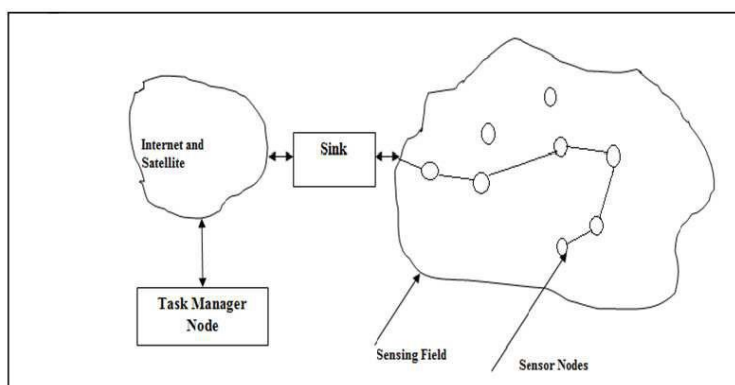 Internet and
Satellite
Sink
Task Manager
Node
Sensing Field
Sensor Nodes